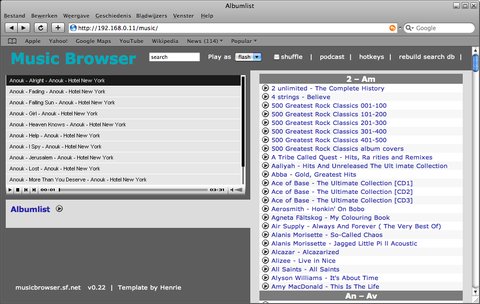 Albumlist
Bestand Bewerken Weergave Geschiedenis Bladwijzers Venster Help
http://192.168.0.11/music/
Google
Apple Yahoo! Google Maps YouTube Wikipedia News (116) Popular
Music Browser
search
Play as
flash
shuffle | podcast | hotkeys | rebuild search db |
Anouk - Alright - Anouk - Hotel New York
Anouk - Fading - Anouk - Hotel New York
Anouk - Falling Sun - Anouk - Hotel New York
Anouk - Girl - Anouk - Hotel New York
Anouk - Heaven Knows - Anouk - Hotel New York
Anouk - Help - Anouk - Hotel New York
Anouk - I Spy - Anouk - Hotel New York
Anouk - Jerusalem - Anouk - Hotel New York
Anouk - Lost - Anouk - Hotel New York
Anouk - More Than You Deserve - Anouk - Hotel New York
00:01
03:31
Albumlist
musicbrowser.sf.net v0.22 | Template by Henrie
2 – Am
2 unlimited - The Complete History
4 strings - Believe
500 Greatest Rock Classics 001-100
500 Greatest Rock Classics 101-200
500 Greatest Rock Classics 201-300
500 Greatest Rock Classics 301-400
500 Greatest Rock Classics 401-500
500 Greatest Rock Classics album covers
A Tribe Called Quest - Hits, Ra rities and Remixes
Aaliyah - Hits And Unreleased The Ult imate Collection
Abba - Gold, Greatest Hits
Ace of Base - The Ultimate Collection [CD1]
Ace of Base - The Ultimate Collection [CD2]
Ace of Base - The Ultimate Collection [CD3]
Aerosmith - Honkin' On Bobo
Agneta Fältskog - My Colouring Book
Air Supply - Always And Forever ( The Very Best Of)
Alanis Morissette - So-Called Chaos
Alanis Morissette - Jagged Little Pi ll Acoustic
Alcazar - Alcazarized
Alizee - Live in Nice
All Saints - All Saints
Alyson Williams - It's About Time
Amy MacDonald - This Is The Life
An – Av